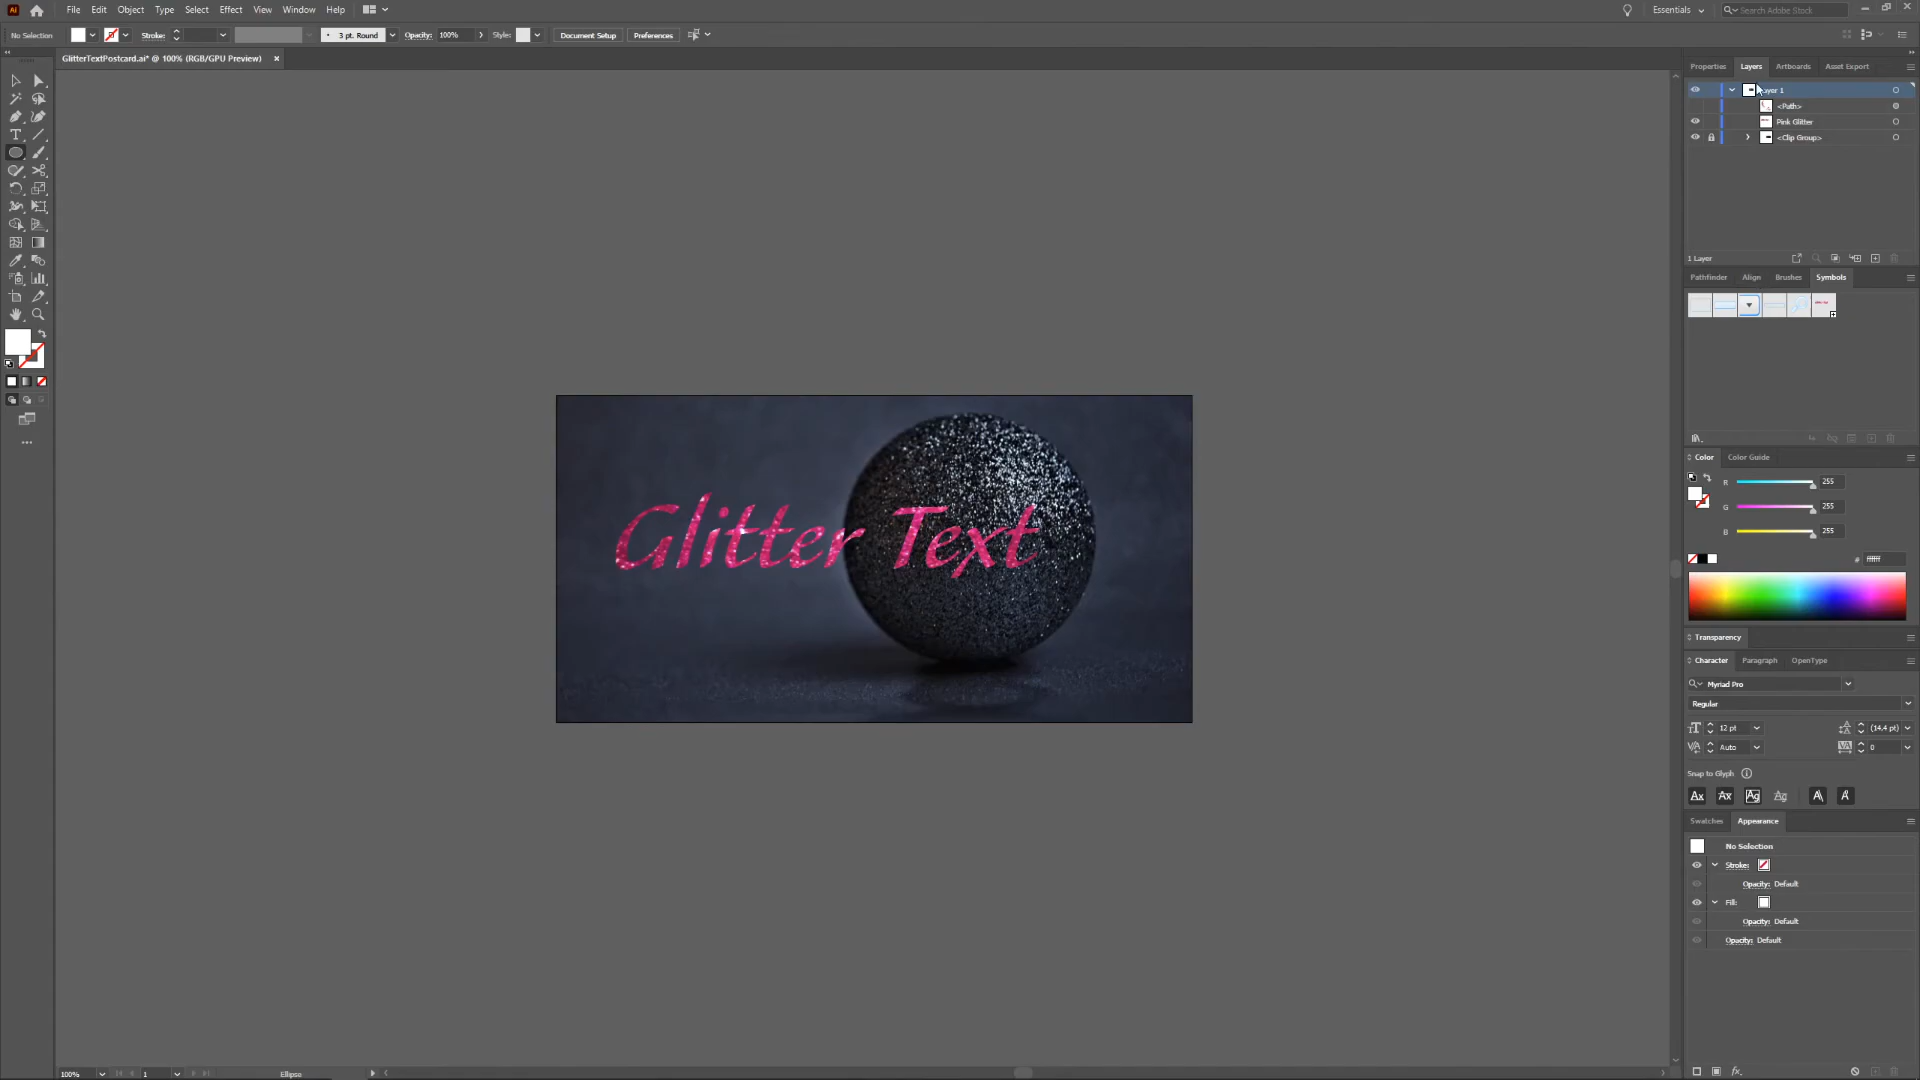 Ai File Edit Object Type Select Effect View Window Help Essentials Search Adobe Stock
No Selection Stroke: 3 pt. Round Opacity: 100% Style: Document Setup Preferences
GlitterTextPostcard.ai* @ 100% (RGB/GPU Preview)
Properties Layers Artboards Asset Export
ayer 1
<Path>
Pink Glitter
<Clip Group>
1 Layer
Pathfinder Align Brushes Symbols
Color Color Guide
R 255
G 255
B 255
# ffffff
Glitter Text
Transparency
Character Paragraph OpenType
Myriad Pro
Regular
12 pt (14,4 pt)
Auto 0
Snap to Glyph
Swatches Appearance
No Selection
Stroke:
Opacity: Default
Fill:
Opacity: Default
Opacity: Default
100% 1 Ellipse